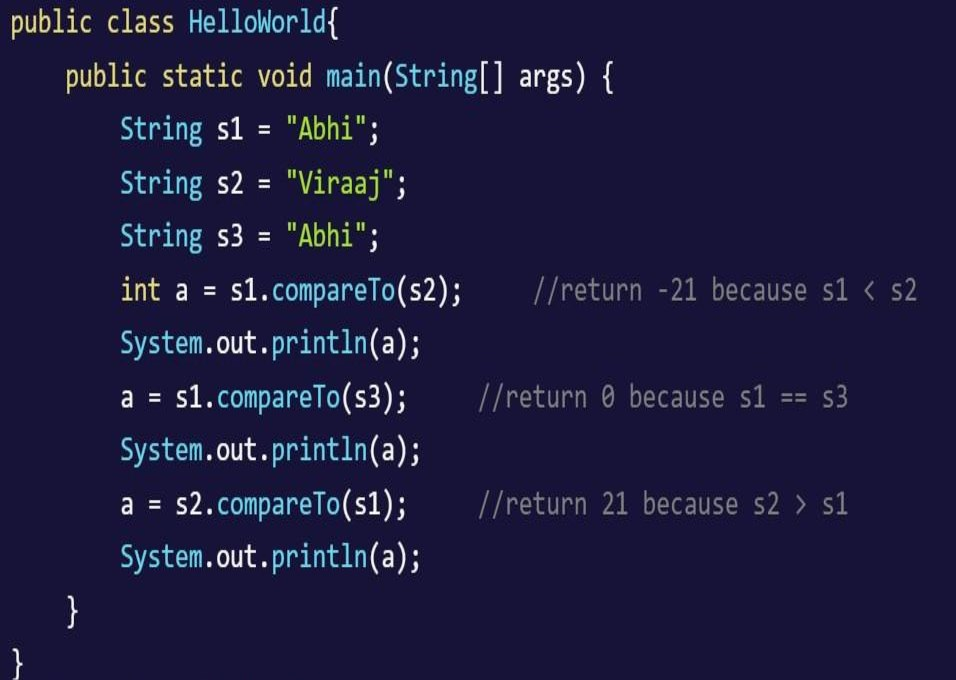 public class HelloWorld{
    public static void main(String[] args) {
        String s1 = "Abhi";
        String s2 = "Viraaj";
        String s3 = "Abhi";
        int a = s1.compareTo(s2);     //return -21 because s1 < s2
        System.out.println(a);
        a = s1.compareTo(s3);     //return 0 because s1 == s3
        System.out.println(a);
        a = s2.compareTo(s1);     //return 21 because s2 > s1
        System.out.println(a);
    }
}